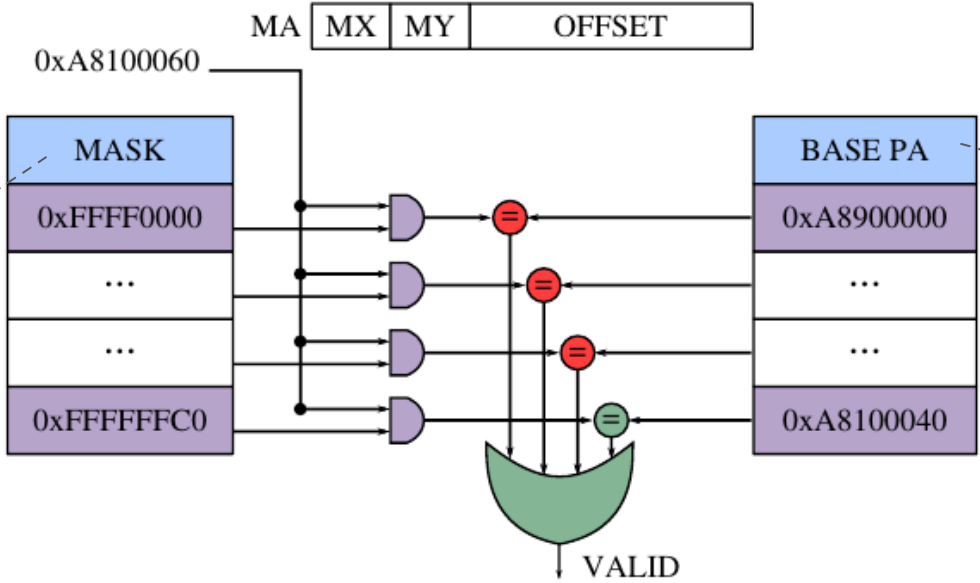 MA MX MY OFFSET
0xA8100060
MASK BASE PA
0xFFFF0000 = 0xA8900000
... = ...
... = ...
0xFFFFFFC0 = 0xA8100040
VALID